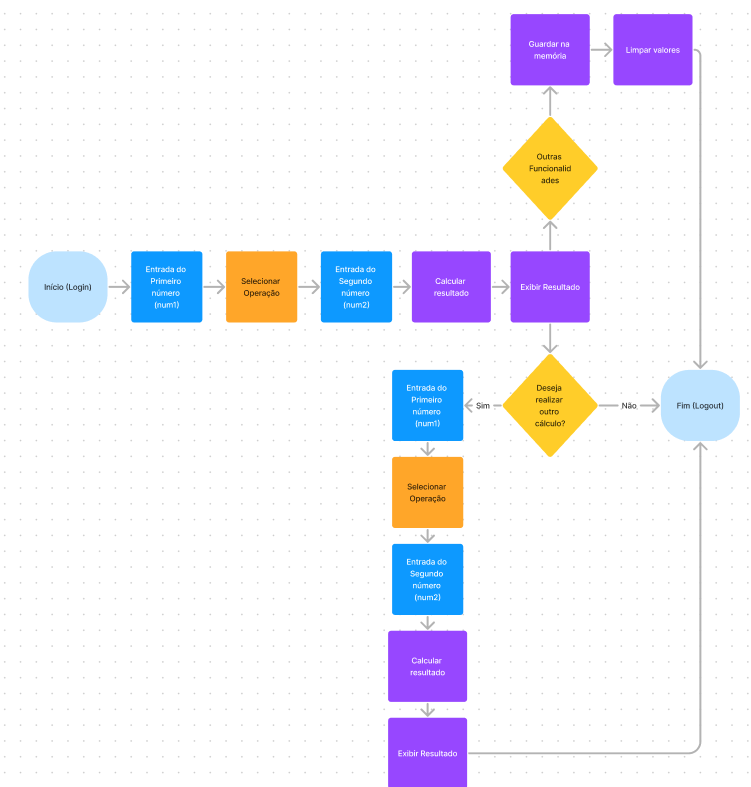 Guardar na
memória
Limpar valores
Outras
Funcionalid
ades
Início (Login)
Entrada do
Primeiro
número
(num1)
Selecionar
Operação
Entrada do
Segundo
número
(num2)
Calcular
resultado
Exibir Resultado
Deseja
realizar
outro
cálculo?
Sim
Não
Fim (Logout)
Entrada do
Primeiro
número
(num1)
Selecionar
Operação
Entrada do
Segundo
número
(num2)
Calcular
resultado
Exibir Resultado